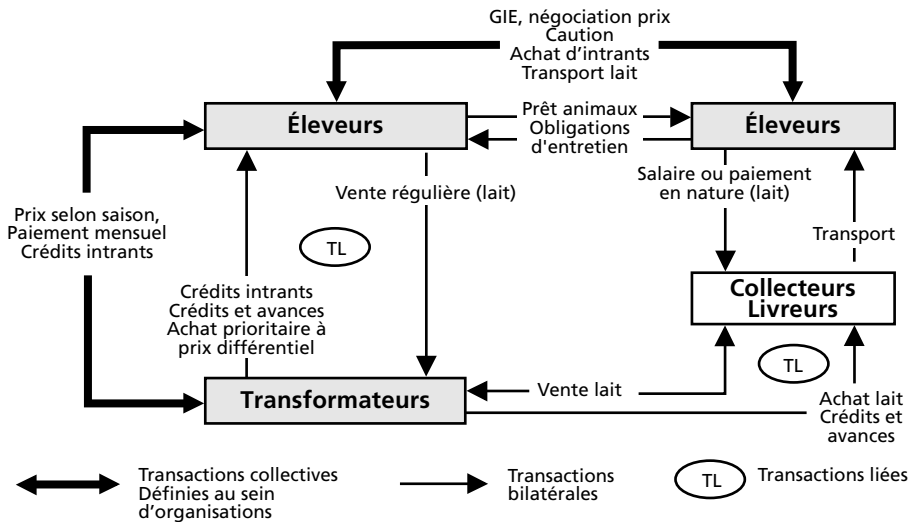 GIE, négociation prix
Caution
Achat d'intrants
Transport lait
Éleveurs
Prêt animaux
Obligations
d'entretien
Éleveurs
Prix selon saison,
Paiement mensuel
Crédits intrants
Vente régulière (lait)
TL
Salaire ou paiement
en nature (lait)
Transport
Crédits intrants
Crédits et avances
Achat prioritaire à
prix différentiel
Collecteurs
Livreurs
TL
Transformateurs
Vente lait
Achat lait
Crédits et
avances
Transactions collectives
Définies au sein
d'organisations
Transactions
bilatérales
TL
Transactions liées